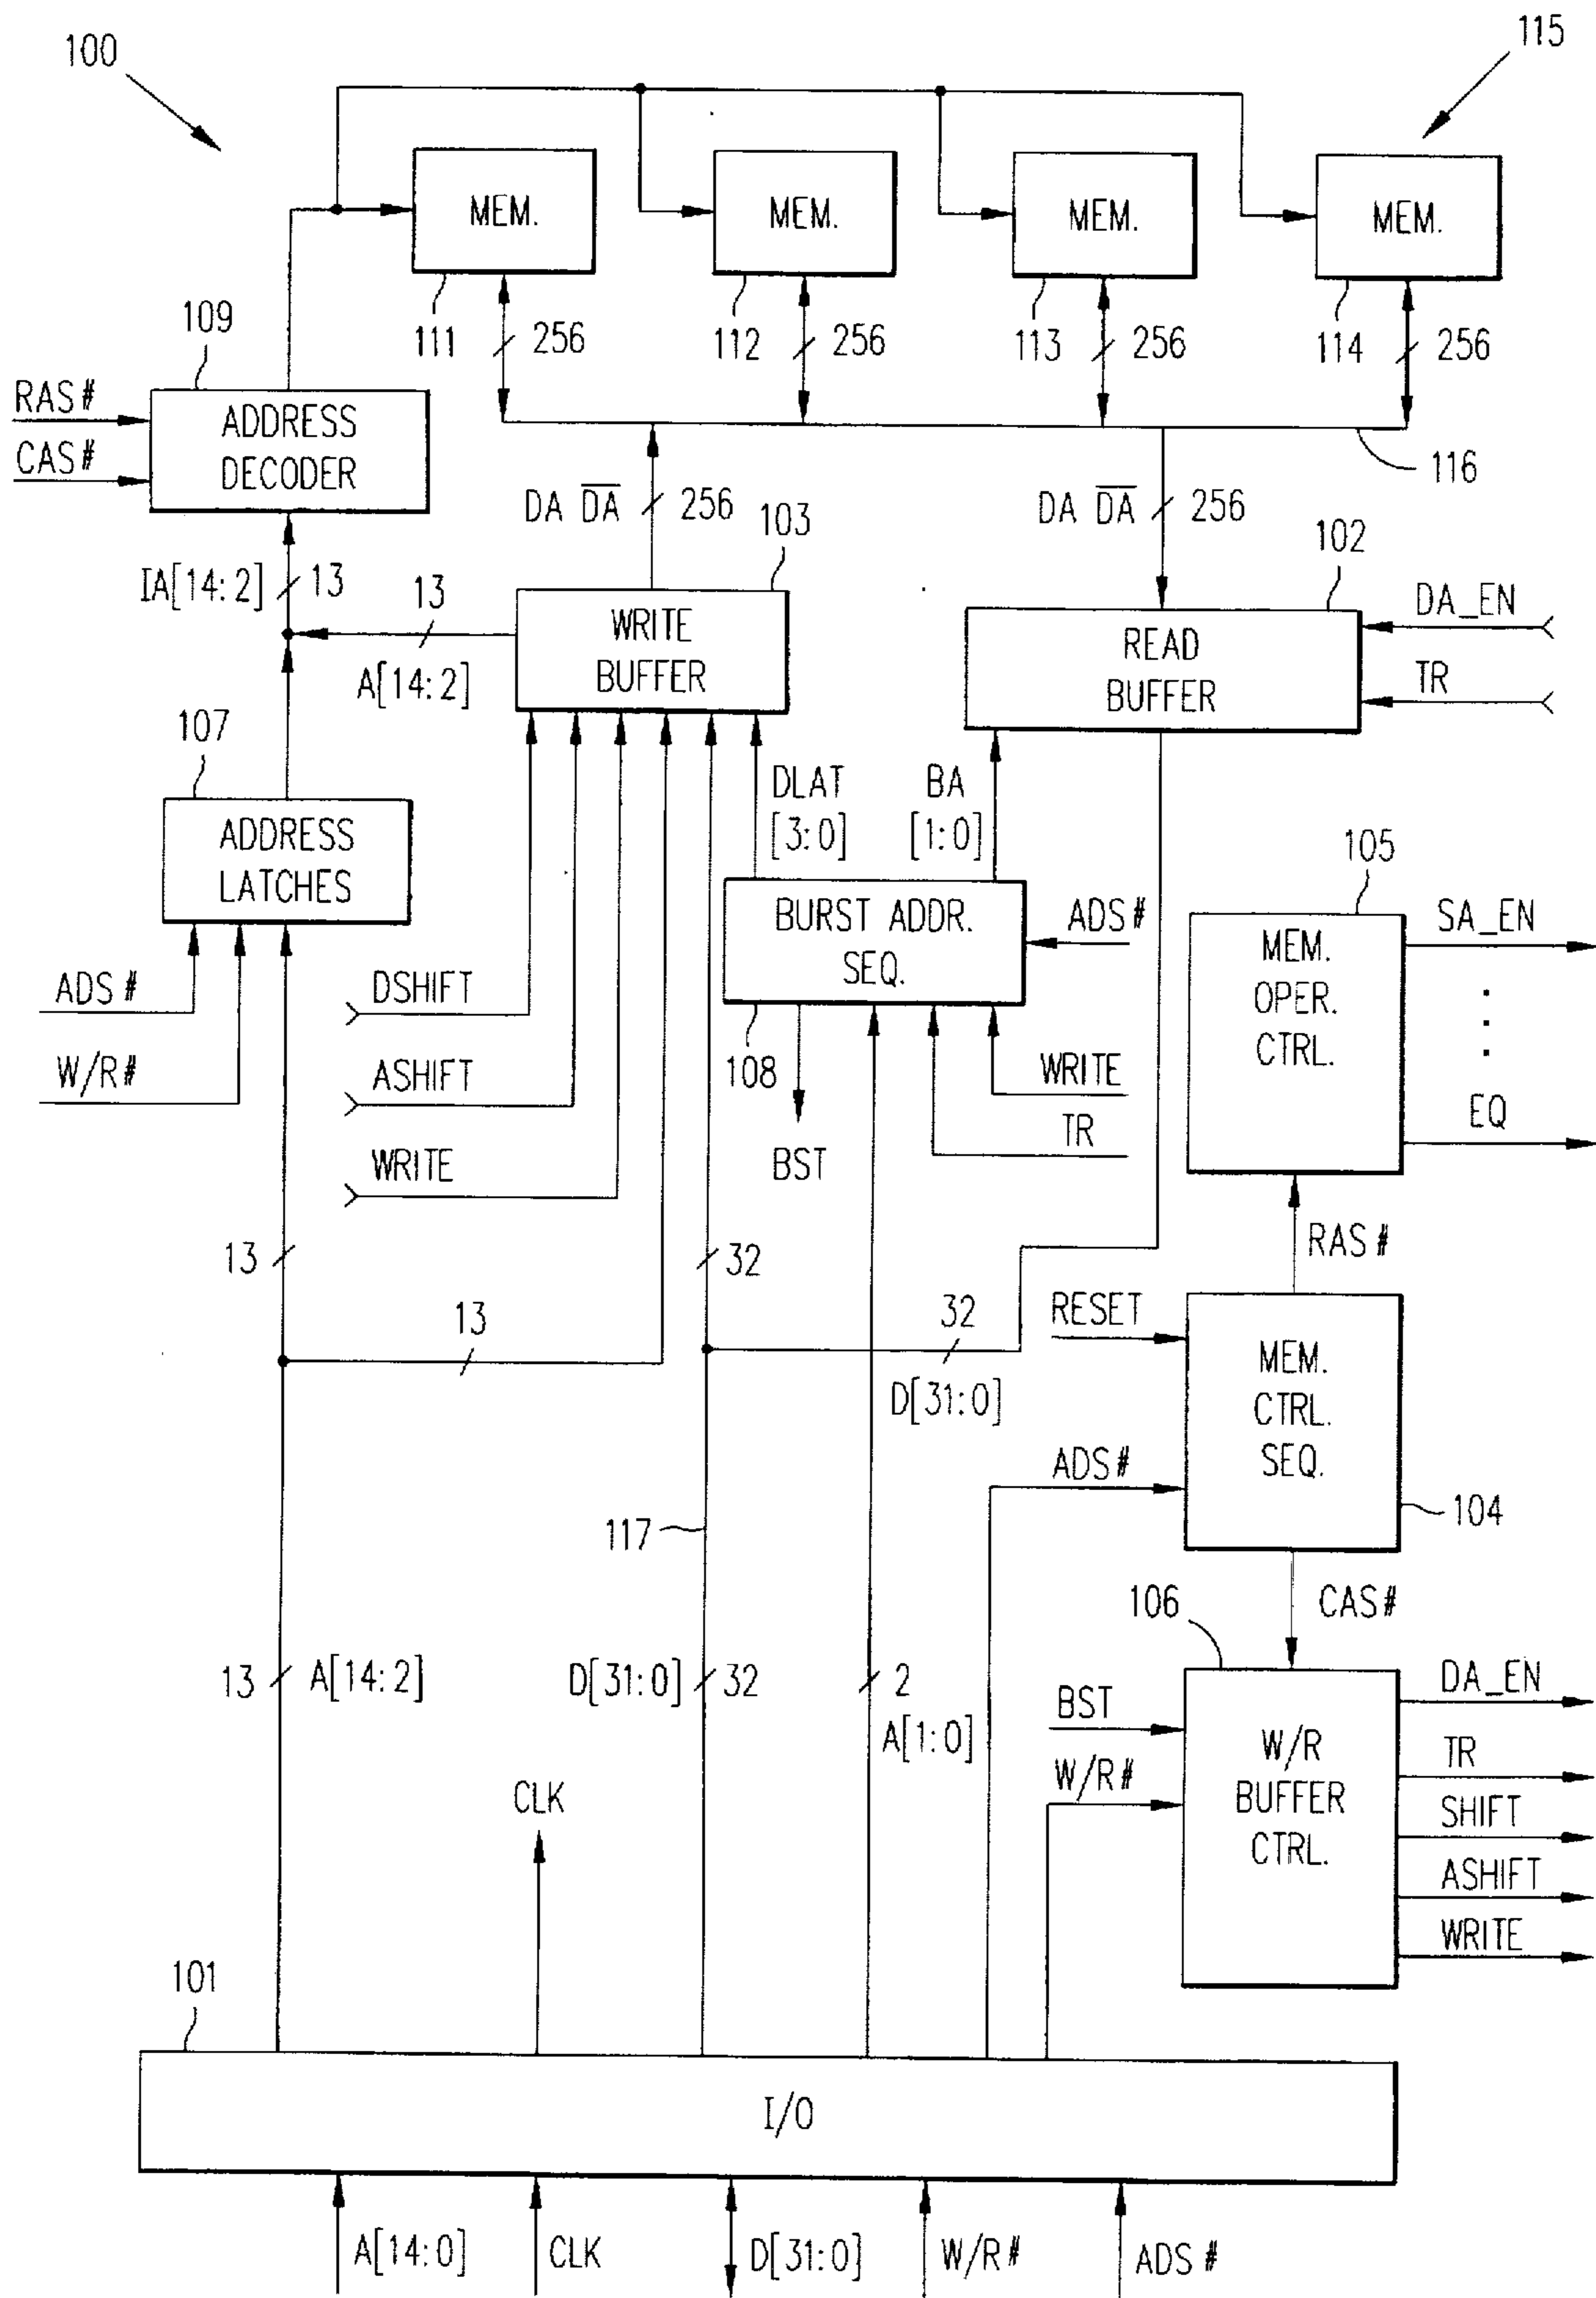 100
115
MEM.
MEM.
MEM.
MEM.
111
256
112
256
113
256
114
256
109
RAS#
CAS#
ADDRESS
DECODER
116
DA D̅A̅
256
DA D̅A̅
256
103
102
IA[14:2]
13
13
A[14:2]
WRITE
BUFFER
READ
BUFFER
DA_EN
TR
107
ADDRESS
LATCHES
DLAT
[3:0]
BA
[1:0]
105
BURST ADDR.
SEQ.
ADS#
MEM.
OPER.
CTRL.
SA_EN
.
.
.
EQ
ADS#
W/R#
DSHIFT
ASHIFT
WRITE
108
BST
WRITE
TR
13
32
RAS#
13
32
D[31:0]
RESET
MEM.
CTRL.
SEQ.
ADS#
104
117
106
CAS#
13
A[14:2]
D[31:0]
32
2
A[1:0]
BST
W/R#
W/R
BUFFER
CTRL.
DA_EN
TR
SHIFT
ASHIFT
WRITE
CLK
101
I/O
A[14:0]
CLK
D[31:0]
W/R#
ADS#